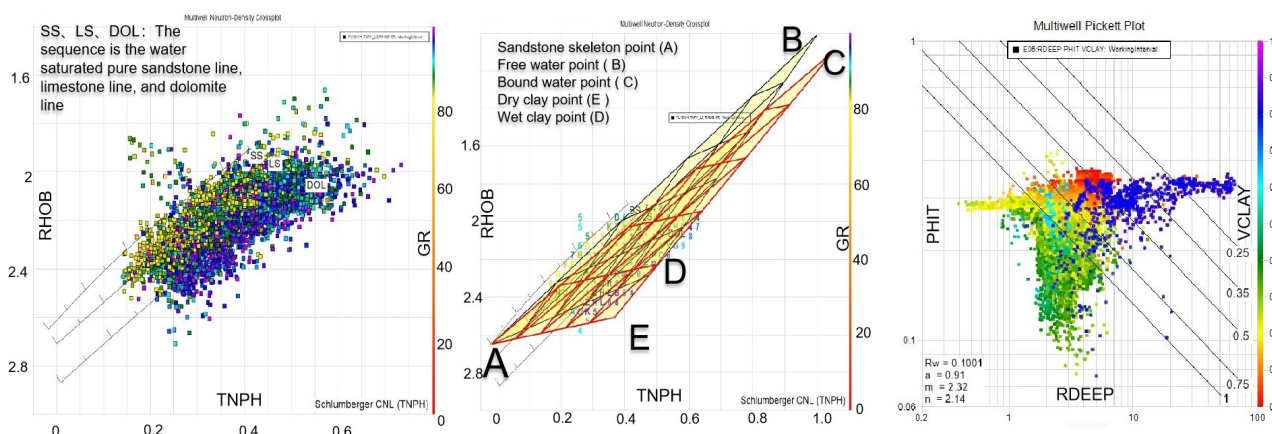 Multiwell Neutron-Density Crossplot
SS、LS、DOL：The
sequence is the water
saturated pure sandstone line,
limestone line, and dolomite
line
SS
LS
DOL
RHOB
1.6
2
2.4
2.8
TNPH
0
0.2
0.4
0.6
Schlumberger CNL (TNPH)
GR
80
60
40
20
0
Multiwell Neutron-Density Crossplot
Sandstone skeleton point (A)
Free water point ( B)
Bound water point ( C)
Dry clay point (E )
Wet clay point (D)
A
B
C
D
E
RHOB
1.6
2.0
2.4
2.8
TNPH
0
0.2
0.4
0.6
0.8
1.0
Schlumberger CNL (TNPH)
GR
80
60
40
20
0
Multiwell Pickett Plot
E06:RDEEP PHIT VCLAY: WorkingInterval
PHIT
1
0.1
0.06
Rw = 0.1001
a = 0.91
m = 2.32
n = 2.14
RDEEP
0.2
1
10
100
VCLAY
0.25
0.35
0.5
0.75
1